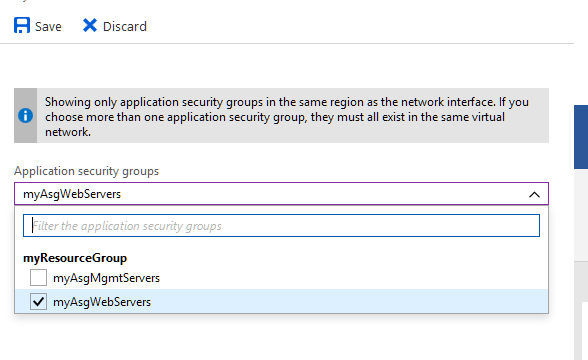 Save Discard
Showing only application security groups in the same region as the network interface. If you
choose more than one application security group, they must all exist in the same virtual
network.
Application security groups
myAsgWebServers
Filter the application security groups
myResourceGroup
myAsgMgmtServers
myAsgWebServers